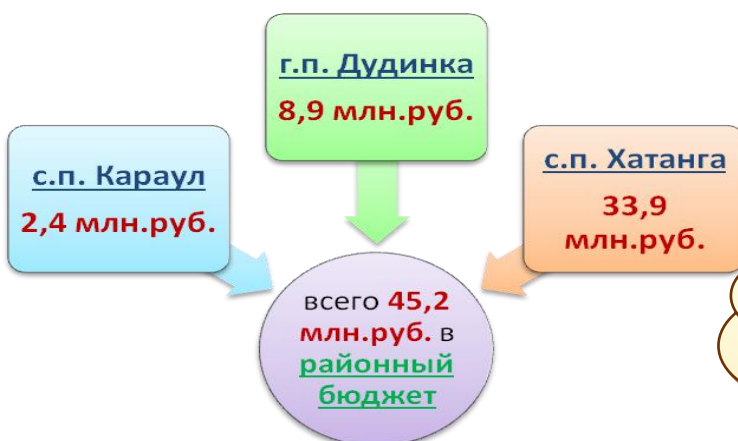 г.п. Дудинка
8,9 млн.руб.
с.п. Караул
2,4 млн.руб.
с.п. Хатанга
33,9
млн.руб.
всего 45,2
млн.руб. в
районный
бюджет